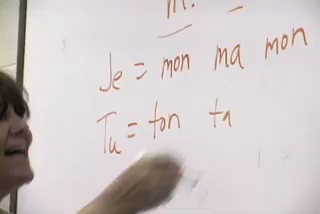 m.
Je = mon ma mon
Tu = ton ta